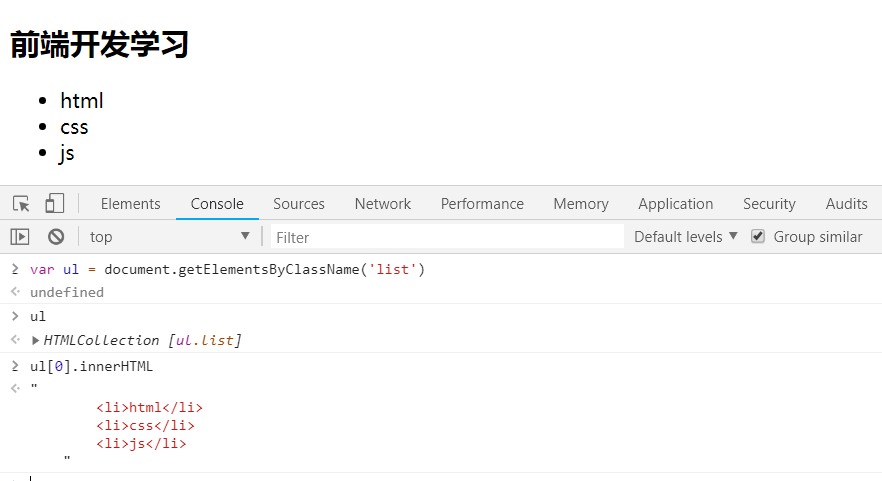 前端开发学习
html
css
js
Elements Console Sources Network Performance Memory Application Security Audits
top Filter Default levels Group similar
var ul = document.getElementsByClassName('list')
undefined
ul
HTMLCollection [ul.list]
ul[0].innerHTML
"
<li>html</li>
<li>css</li>
<li>js</li>
"